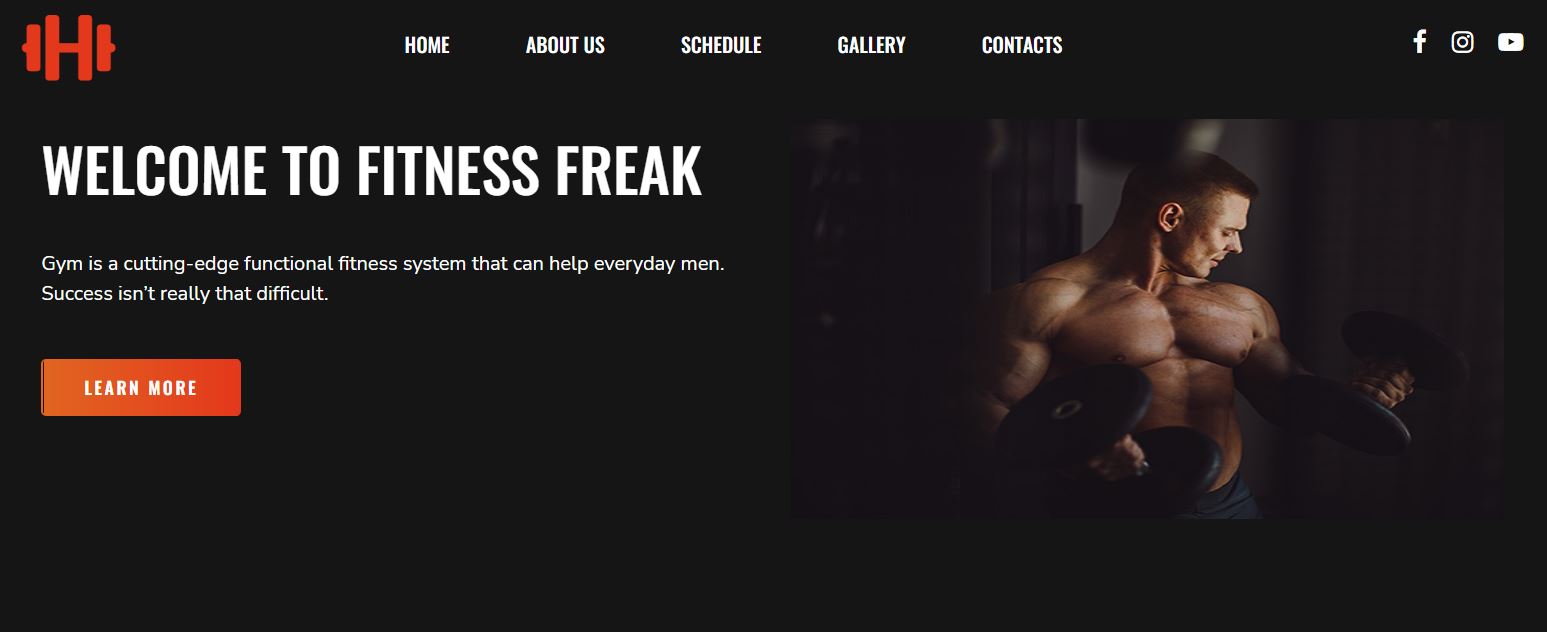 HOME ABOUT US SCHEDULE GALLERY CONTACTS
WELCOME TO FITNESS FREAK
Gym is a cutting-edge functional fitness system that can help everyday men.
Success isn’t really that difficult.
LEARN MORE